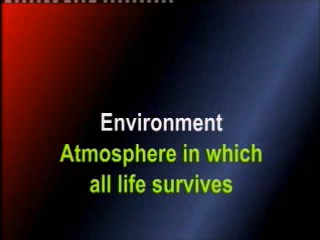 Environment
Atmosphere in which
all life survives